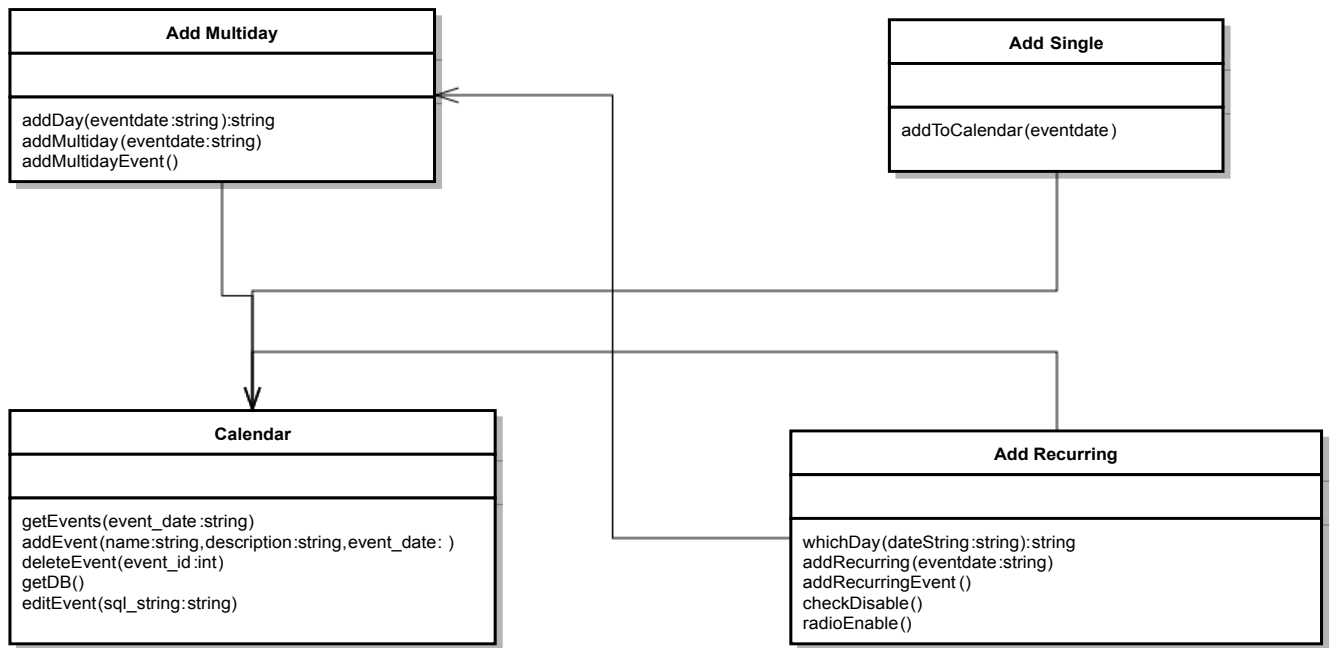 Add Multiday
addDay(eventdate:string):string
addMultiday(eventdate:string)
addMultidayEvent()
Add Single
addToCalendar(eventdate)
Calendar
getEvents(event_date:string)
addEvent(name:string,description:string,event_date: )
deleteEvent(event_id:int)
getDB()
editEvent(sql_string:string)
Add Recurring
whichDay(dateString:string):string
addRecurring(eventdate:string)
addRecurringEvent()
checkDisable()
radioEnable()